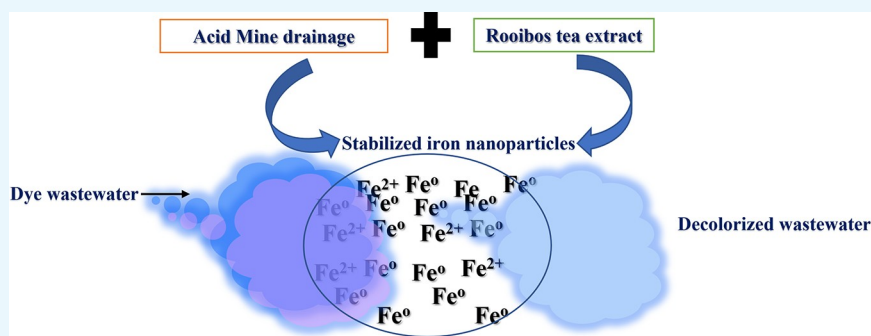 Acid Mine drainage
Rooibos tea extract
Stabilized iron nanoparticles
Dye wastewater
Decolorized wastewater
Fe²⁺ Feᵒ Fe Feᵒ
Feᵒ Feᵒ Feᵒ Feᵒ
Fe²⁺ Feᵒ Fe²⁺ Feᵒ
Fe²⁺ Feᵒ Feᵒ Fe²⁺
Feᵒ Feᵒ
Feᵒ Feᵒ